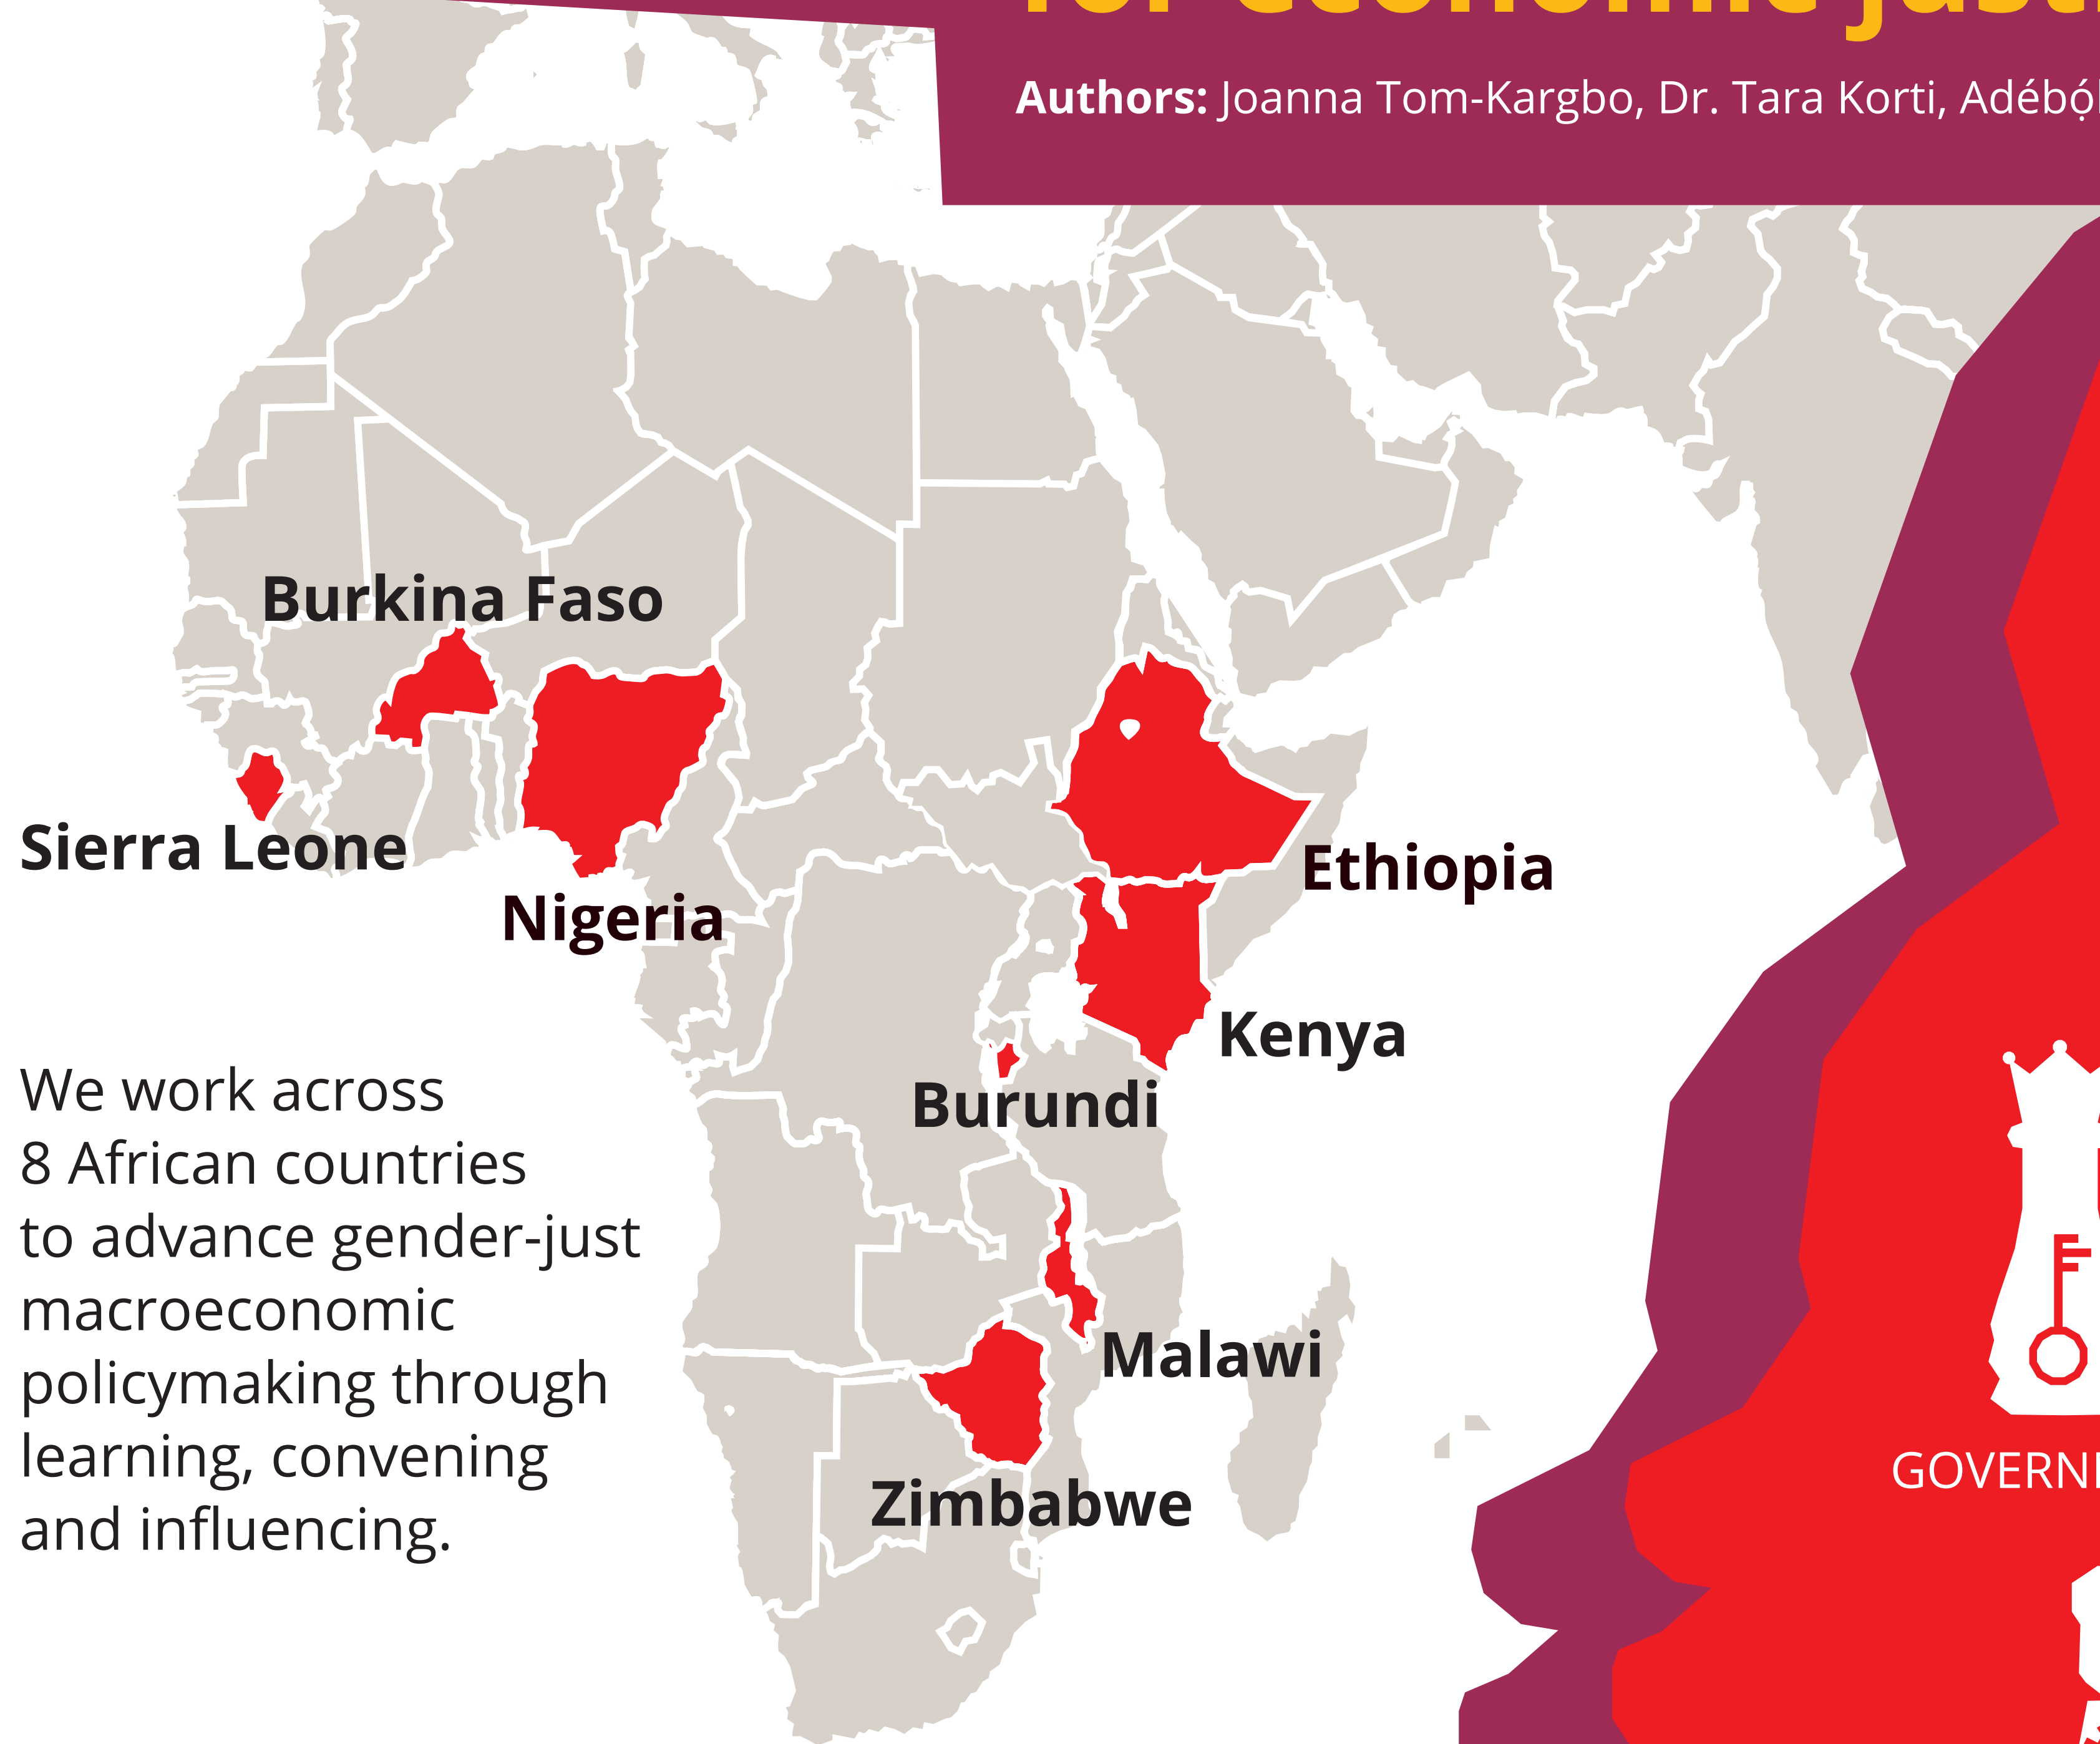 Authors: Joanna Tom-Kargbo, Dr. Tara Korti,
Burkina Faso
Sierra Leone
Nigeria
Ethiopia
Kenya
Burundi
Malawi
Zimbabwe
We work across
8 African countries
to advance gender-just
macroeconomic
policymaking through
learning, convening
and influencing.